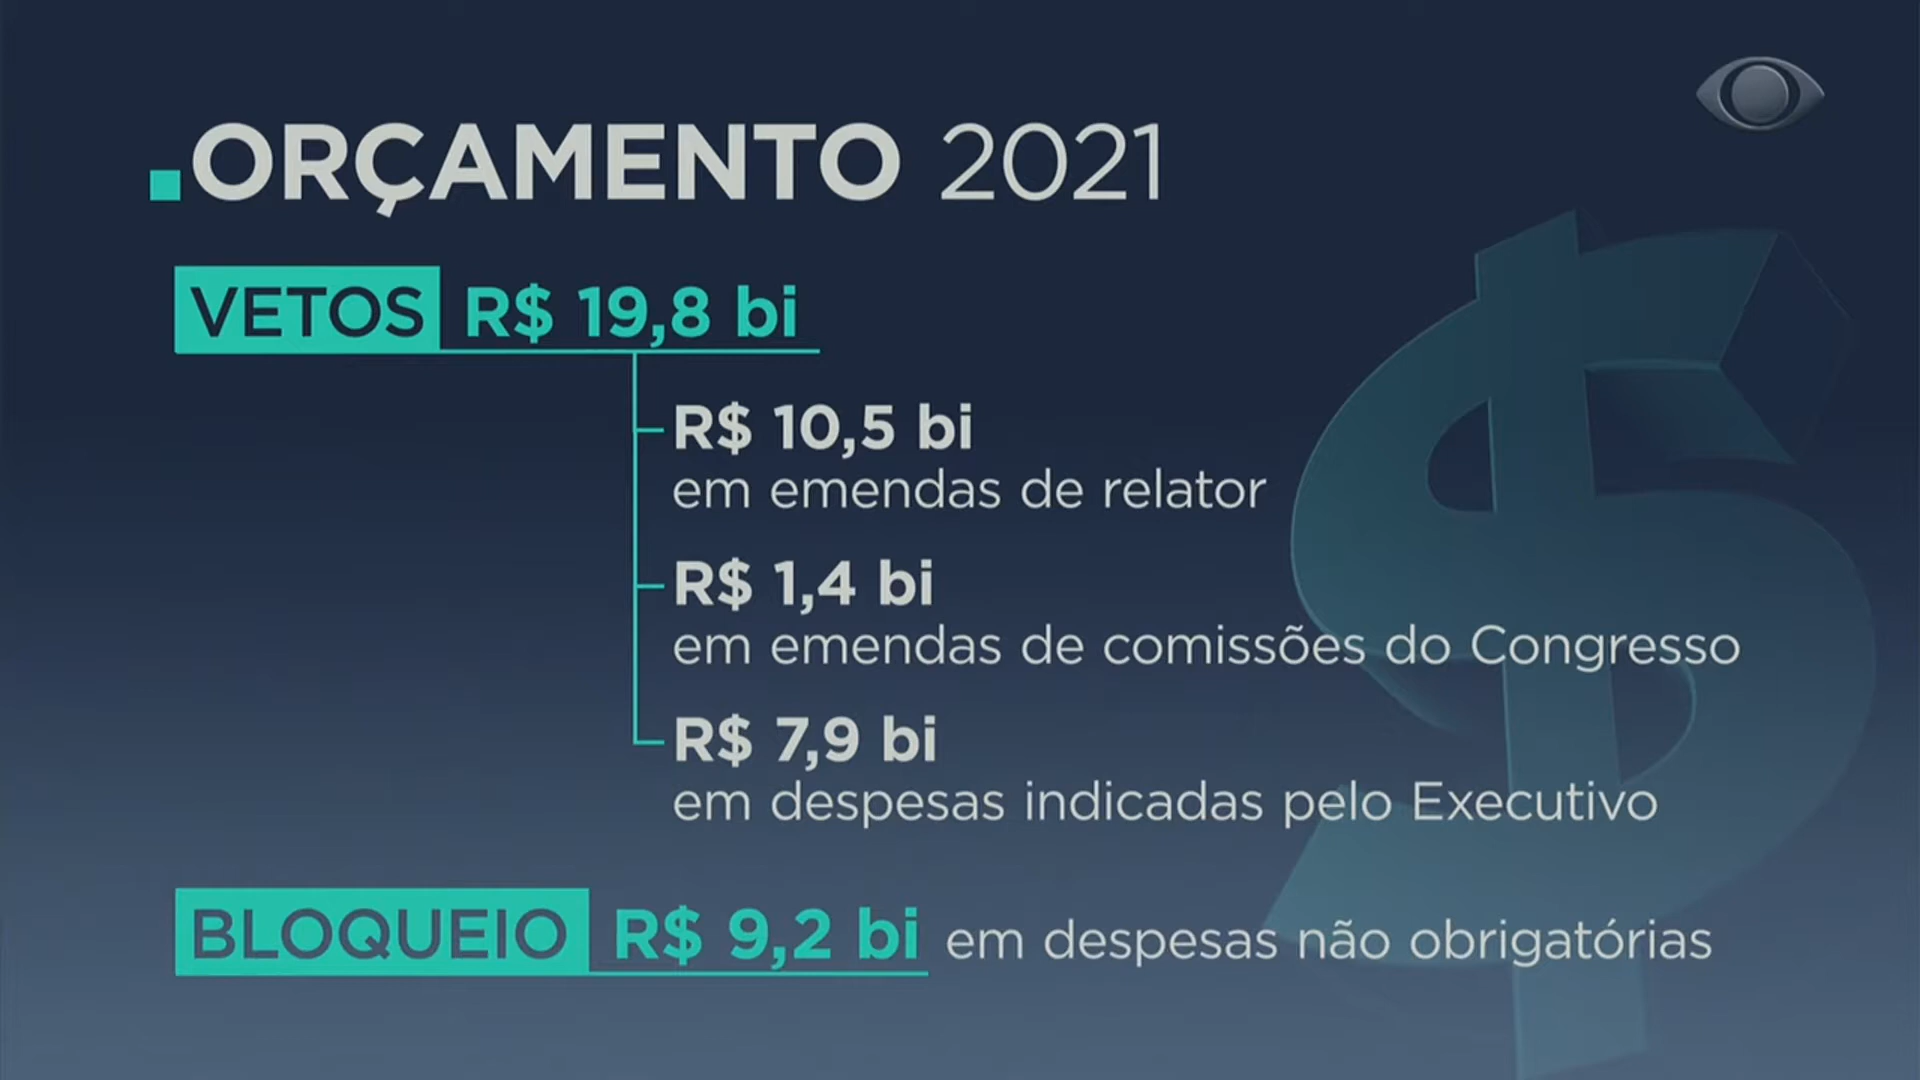 ORÇAMENTO 2021
VETOS R$ 19,8 bi
R$ 10,5 bi
em emendas de relator
R$ 1,4 bi
em emendas de comissões do Congresso
R$ 7,9 bi
em despesas indicadas pelo Executivo
BLOQUEIO R$ 9,2 bi em despesas não obrigatórias